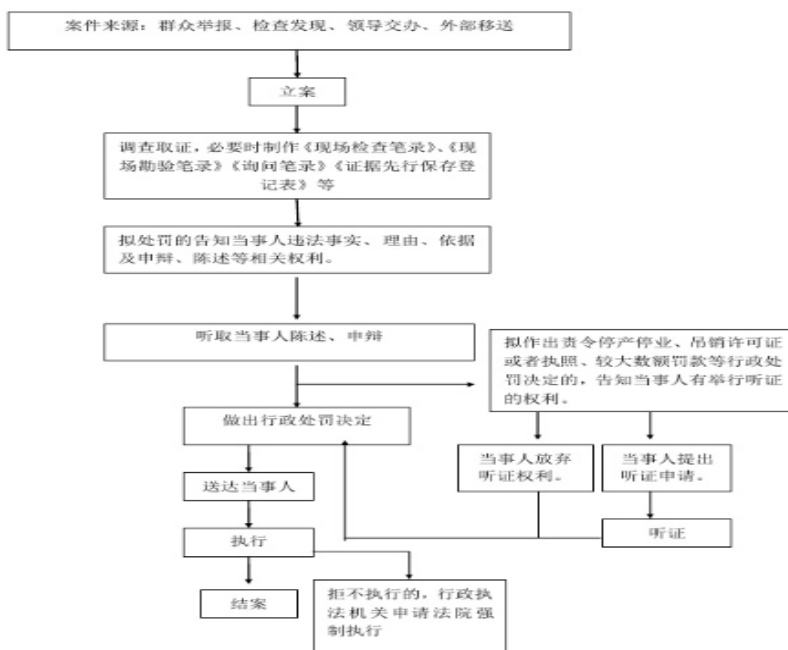 案件来源：群众举报、检查发现、领导交办、外部移送
立案
调查取证，必要时制作《现场检查笔录》、《现
场勘验笔录》《询问笔录》《证据先行保存登
记表》等
拟处罚的告知当事人违法事实、理由、依据
及申辩、陈述等相关权利。
听取当事人陈述、申辩
拟作出责令停产停业、吊销许可证
或者执照、较大数额罚款等行政处
罚决定的，告知当事人有举行听证
的权利。
做出行政处罚决定
当事人放弃
听证权利。
当事人提出
听证申请。
送达当事人
听证
执行
结案
拒不执行的，行政执
法机关申请法院强
制执行